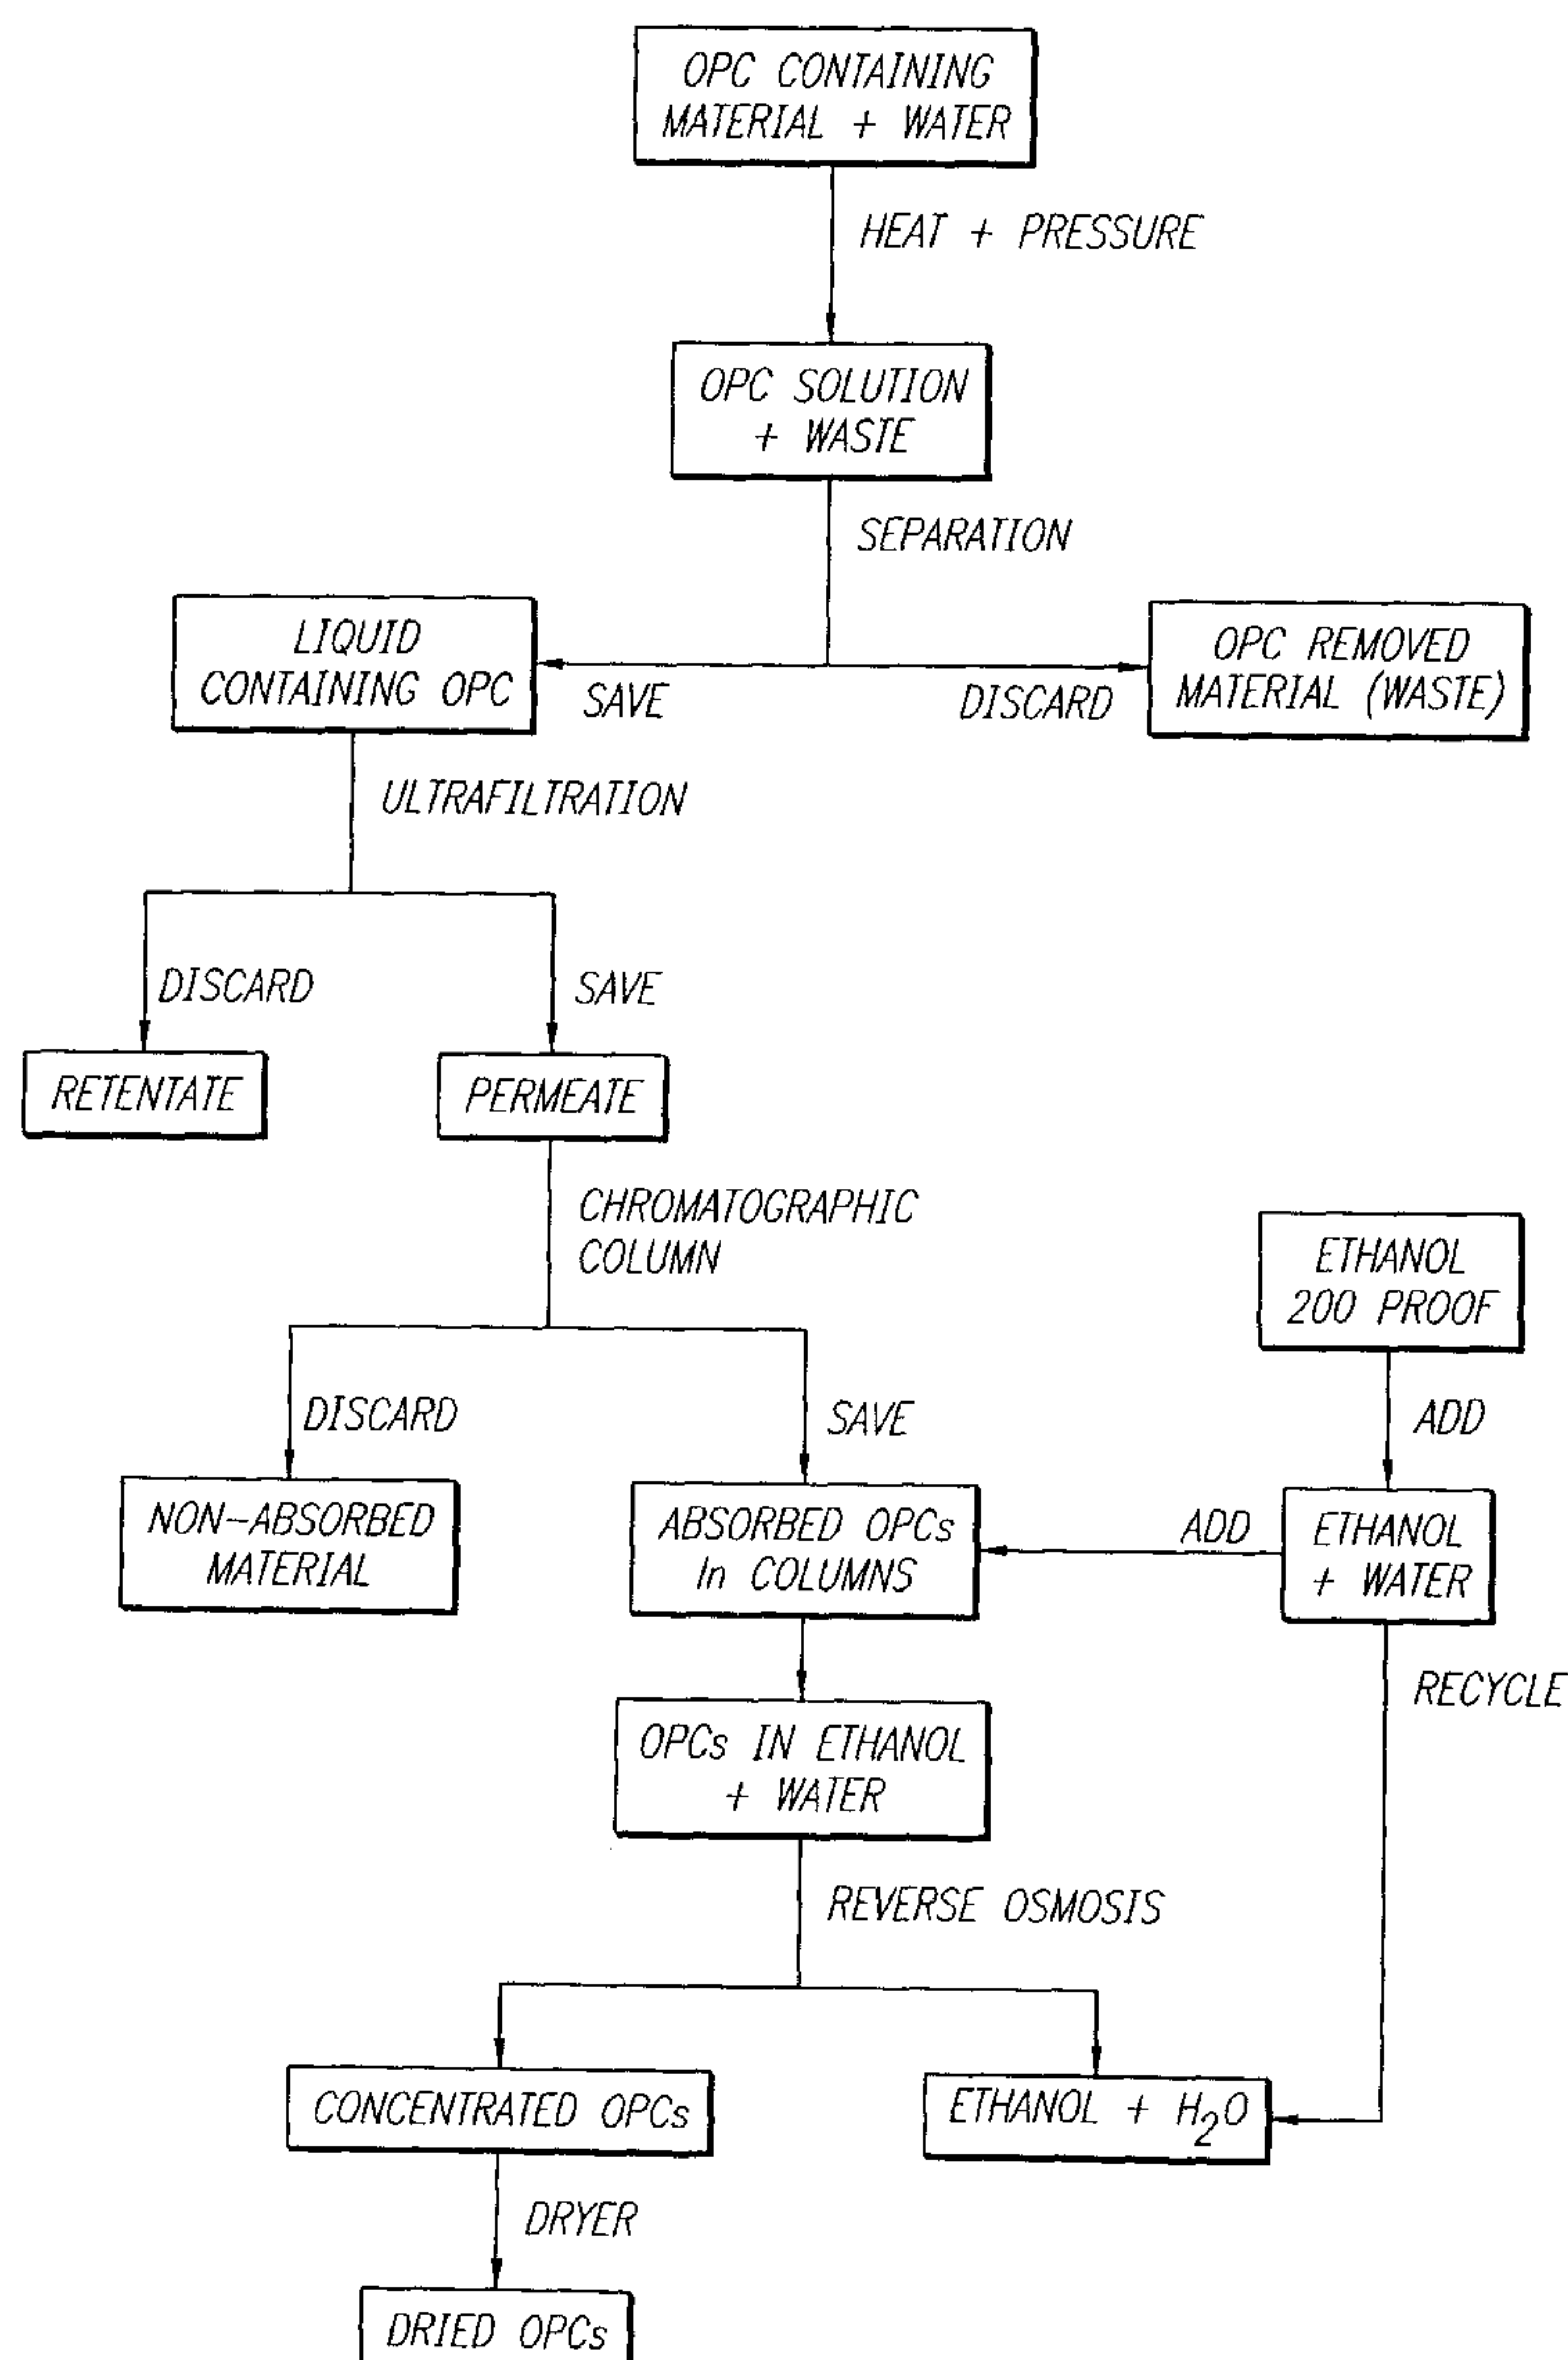 OPC CONTAINING
MATERIAL + WATER
HEAT + PRESSURE
OPC SOLUTION
+ WASTE
SEPARATION
LIQUID
CONTAINING OPC
SAVE
DISCARD
OPC REMOVED
MATERIAL (WASTE)
ULTRAFILTRATION
DISCARD
SAVE
RETENTATE
PERMEATE
CHROMATOGRAPHIC
COLUMN
ETHANOL
200 PROOF
DISCARD
SAVE
ADD
NON-ABSORBED
MATERIAL
ABSORBED OPCs
In COLUMNS
ADD
ETHANOL
+ WATER
RECYCLE
OPCs IN ETHANOL
+ WATER
REVERSE OSMOSIS
CONCENTRATED OPCs
ETHANOL + H₂O
DRYER
DRIED OPCs